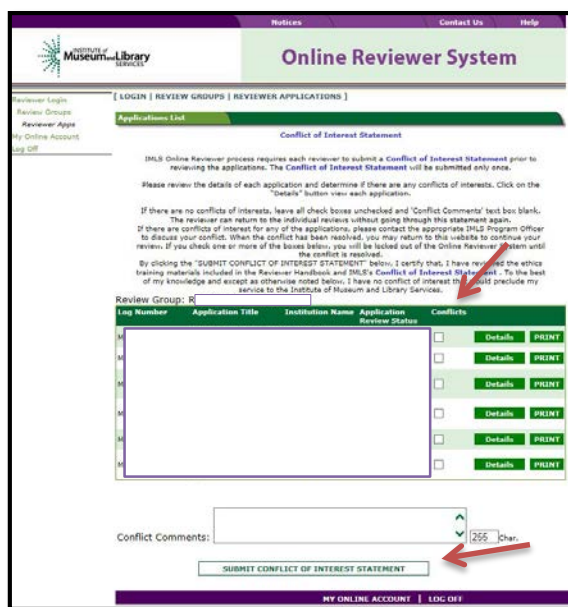 Notices Contact Us Help
INSTITUTE of
Museum and Library
SERVICES
Online Reviewer System
Reviewer Login
Review Groups
Reviewer Apps
My Online Account
Log Off
[ LOGIN | REVIEW GROUPS | REVIEWER APPLICATIONS ]
Applications List
Conflict of Interest Statement
IMLS Online Reviewer process requires each reviewer to submit a Conflict of Interest Statement prior to
reviewing the applications. The Conflict of Interest Statement will be submitted only once.
Please review the details of each application and determine if there are any conflicts of interests. Click on the
"Details" button view each application.
If there are no conflicts of interests, leave all check boxes unchecked and 'Conflict Comments' text box blank.
The reviewer can return to the individual reviews without going through this statement again.
If there are conflicts of interest for any of the applications, please contact the appropriate IMLS Program Officer
to discuss your conflict. When the conflict has been resolved, you may return to this website to continue your
review. If you check one or more of the boxes below, you will be locked out of the Online Reviewer System until
the conflict is resolved.
By clicking the "SUBMIT CONFLICT OF INTEREST STATEMENT" below, I certify that, I have reviewed the ethics
training materials included in the Reviewer Handbook and IMLS's Conflict of Interest Statement . To the best
of my knowledge and except as otherwise noted below, I have no conflict of interest that would preclude my
service to the Institute of Museum and Library Services.
Review Group: R
Log Number Application Title Institution Name Application Review Status Conflicts
M Details PRINT
M Details PRINT
M Details PRINT
M Details PRINT
M Details PRINT
M Details PRINT
Conflict Comments: 255 Char.
SUBMIT CONFLICT OF INTEREST STATEMENT
MY ONLINE ACCOUNT | LOG OFF